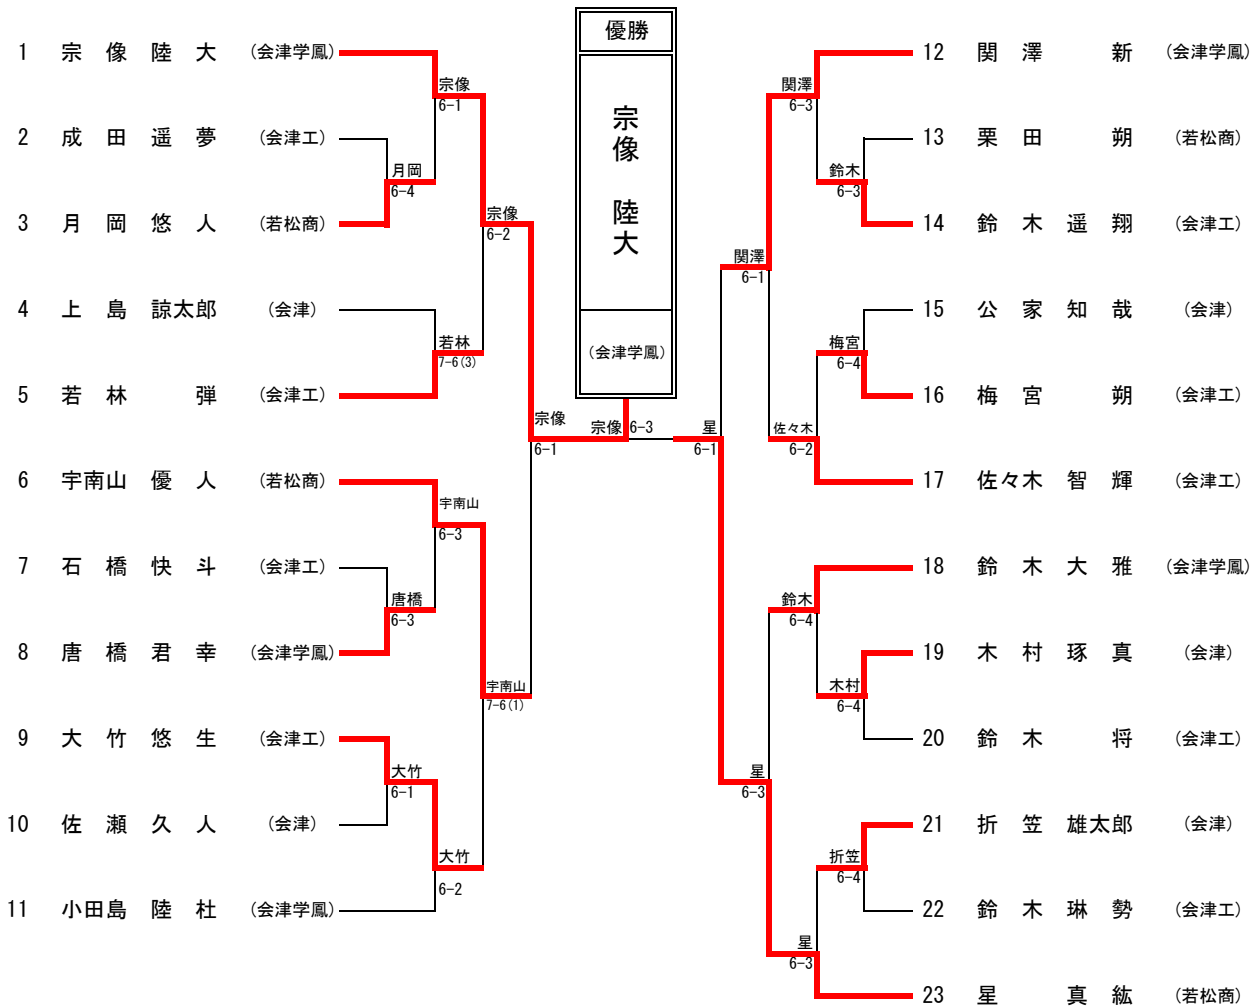 優勝
宗像 陸大
(会津学鳳)
1 宗像陸大 (会津学鳳)
2 成田遥夢 (会津工)
3 月岡悠人 (若松商)
4 上島諒太郎 (会津)
5 若林弾 (会津工)
6 宇南山優人 (若松商)
7 石橋快斗 (会津工)
8 唐橋君幸 (会津学鳳)
9 大竹悠生 (会津工)
10 佐瀬久人 (会津)
11 小田島陸杜 (会津学鳳)
宗像
6-1
月岡
6-4
宗像
6-2
若林
7-6(3)
宗像
6-1
宇南山
6-3
唐橋
6-3
宇南山
7-6(1)
大竹
6-1
大竹
6-2
宗像 6-3
12 関澤新 (会津学鳳)
13 栗田朔 (若松商)
14 鈴木遥翔 (会津工)
15 公家知哉 (会津)
16 梅宮朔 (会津工)
17 佐々木智輝 (会津工)
18 鈴木大雅 (会津学鳳)
19 木村琢真 (会津)
20 鈴木将 (会津工)
21 折笠雄太郎 (会津)
22 鈴木琳勢 (会津工)
23 星真紘 (若松商)
関澤
6-3
鈴木
6-3
関澤
6-1
梅宮
6-4
佐々木
6-2
星
6-1
鈴木
6-4
木村
6-4
星
6-3
折笠
6-4
星
6-3